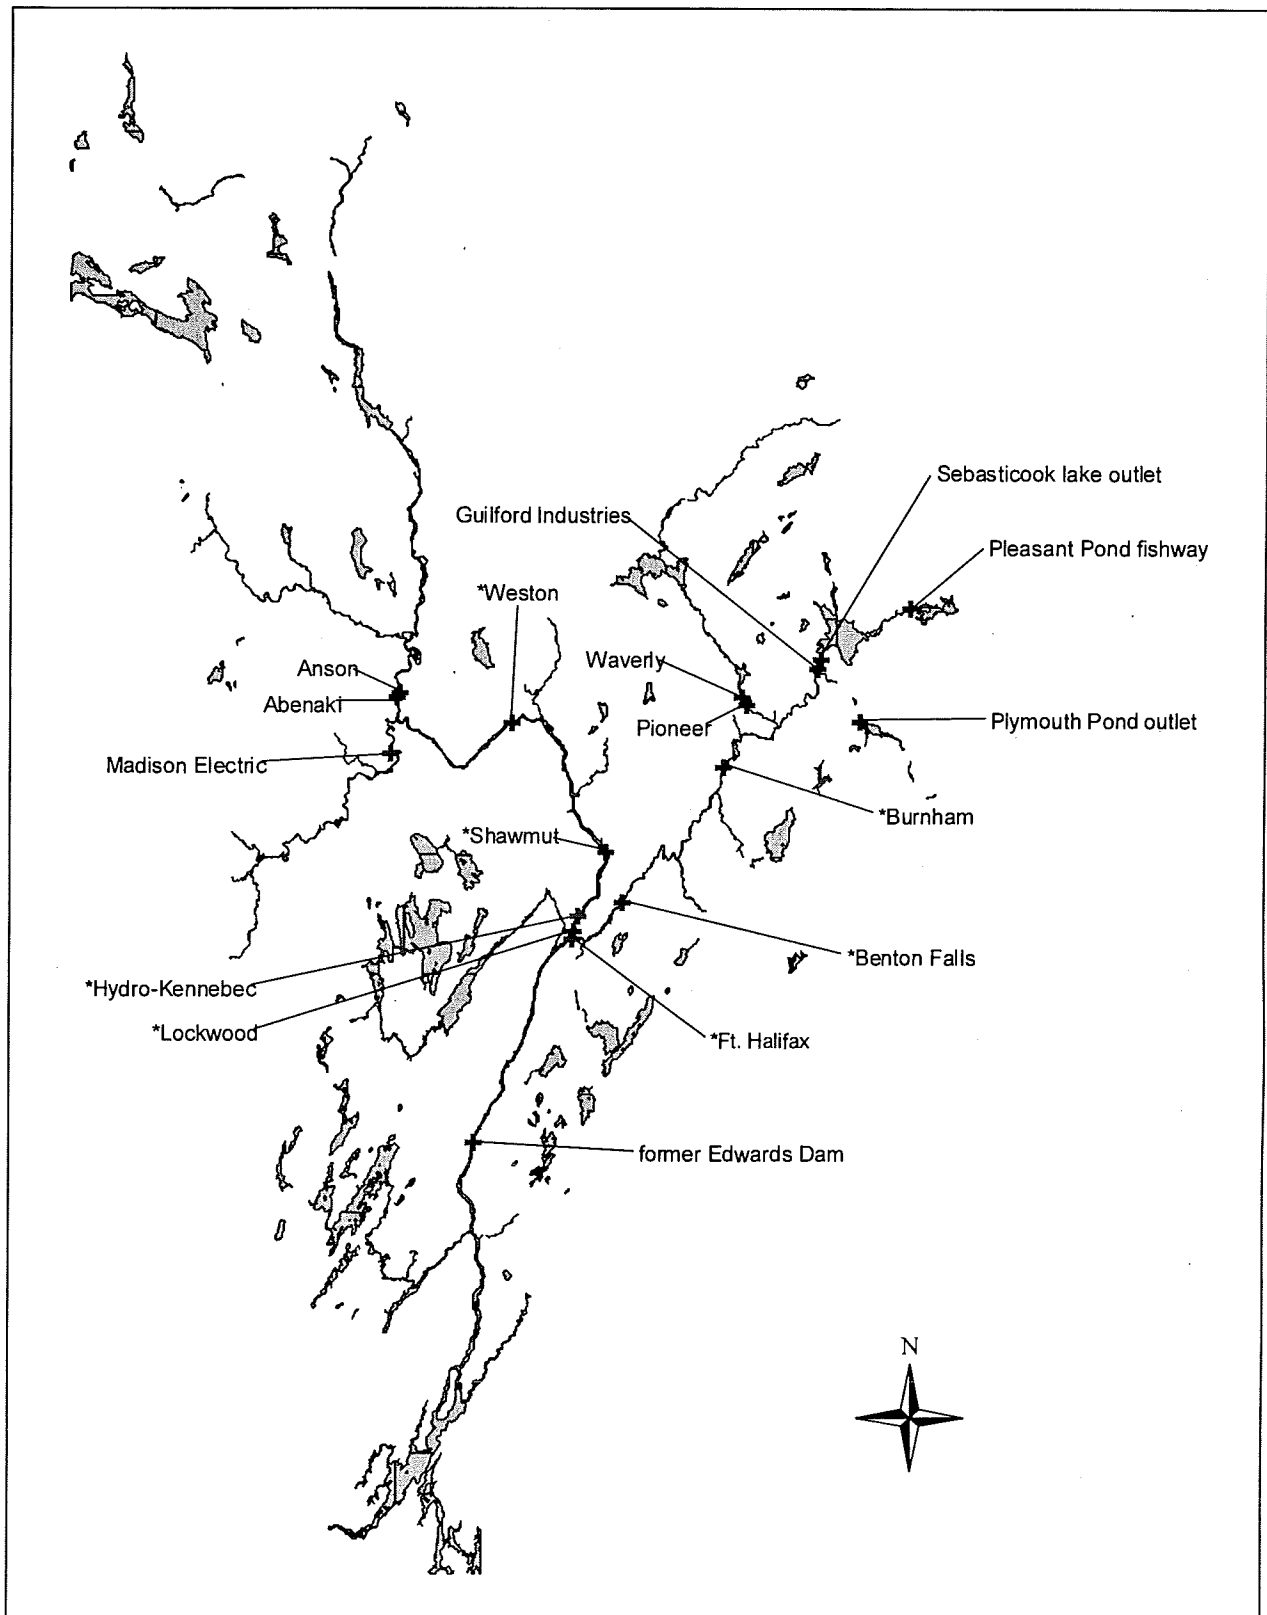 Sebasticook lake outlet
Guilford Industries
Pleasant Pond fishway
*Weston
Waverly
Anson
Abenaki
Pioneer
Plymouth Pond outlet
Madison Electric
*Burnham
*Shawmut
*Benton Falls
*Hydro-Kennebec
*Lockwood
*Ft. Halifax
former Edwards Dam
N